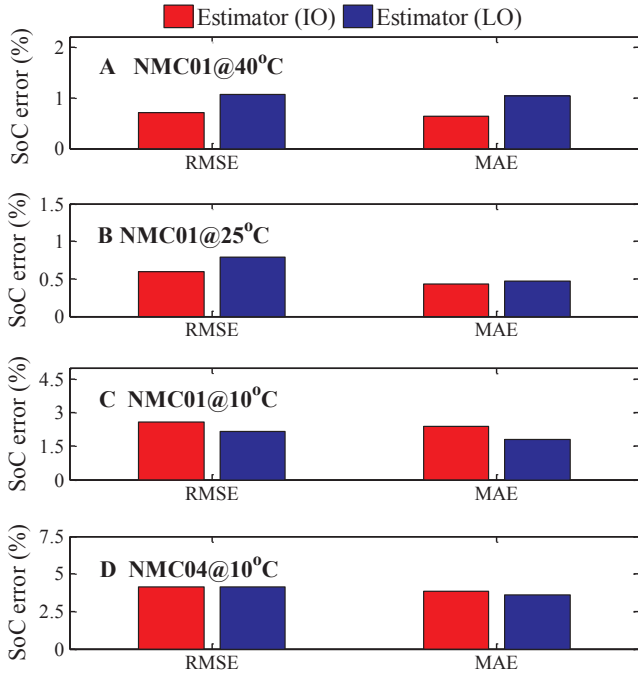 Estimator (IO) Estimator (LO)
SoC error (%)
2
1
0
A NMC01@40°C
RMSE MAE
SoC error (%)
1.5
1
0.5
0
B NMC01@25°C
RMSE MAE
SoC error (%)
4.5
3
1.5
0
C NMC01@10°C
RMSE MAE
SoC error (%)
7.5
5
2.5
0
D NMC04@10°C
RMSE MAE